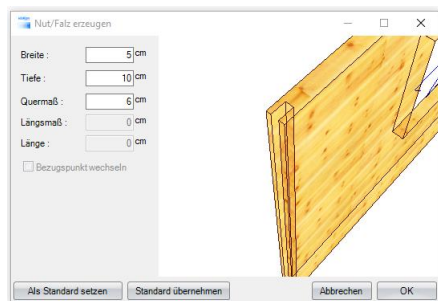 Nut/Falz erzeugen
Breite : 5 cm
Tiefe : 10 cm
Quermaß : 6 cm
Längsmaß : 0 cm
Länge : 0 cm
Bezugspunkt wechseln
Als Standard setzen Standard übernehmen Abbrechen OK